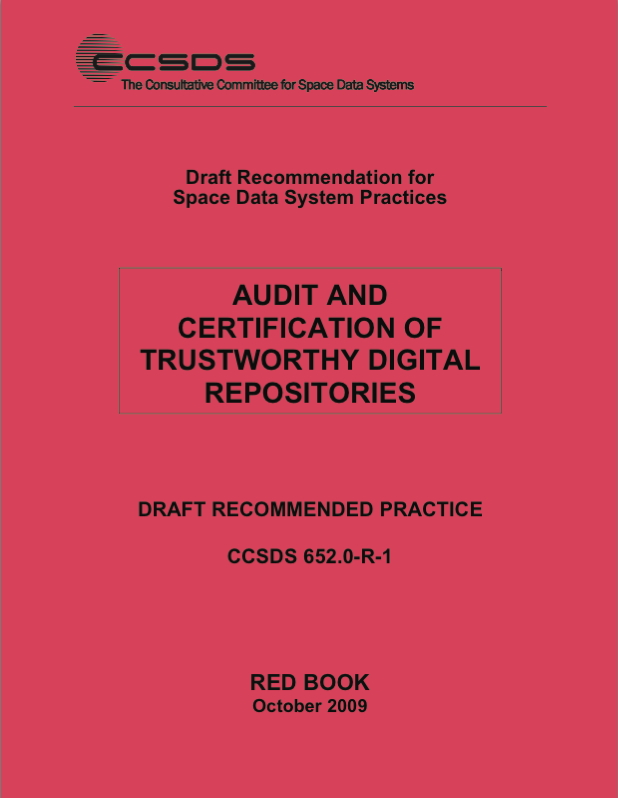 CCSDS
The Consultative Committee for Space Data Systems
Draft Recommendation for
Space Data System Practices
AUDIT AND
CERTIFICATION OF
TRUSTWORTHY DIGITAL
REPOSITORIES
DRAFT RECOMMENDED PRACTICE
CCSDS 652.0-R-1
RED BOOK
October 2009